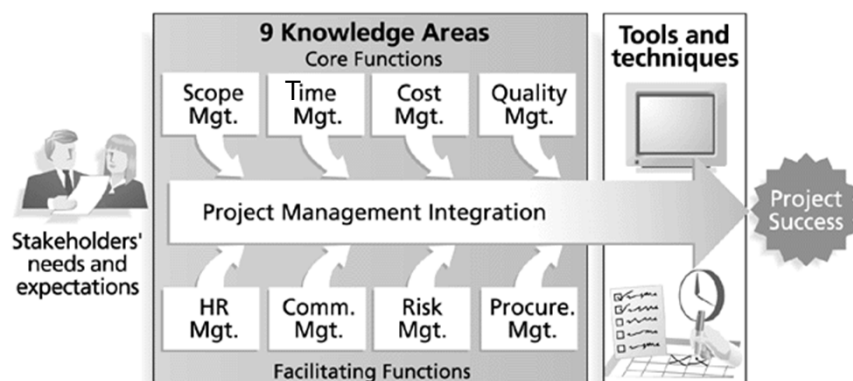 9 Knowledge Areas
Core Functions
Scope
Mgt.
Time
Mgt.
Cost
Mgt.
Quality
Mgt.
Tools and
techniques
Stakeholders'
needs and
expectations
Project Management Integration
Project
Success
HR
Mgt.
Comm.
Mgt.
Risk
Mgt.
Procure.
Mgt.
Facilitating Functions